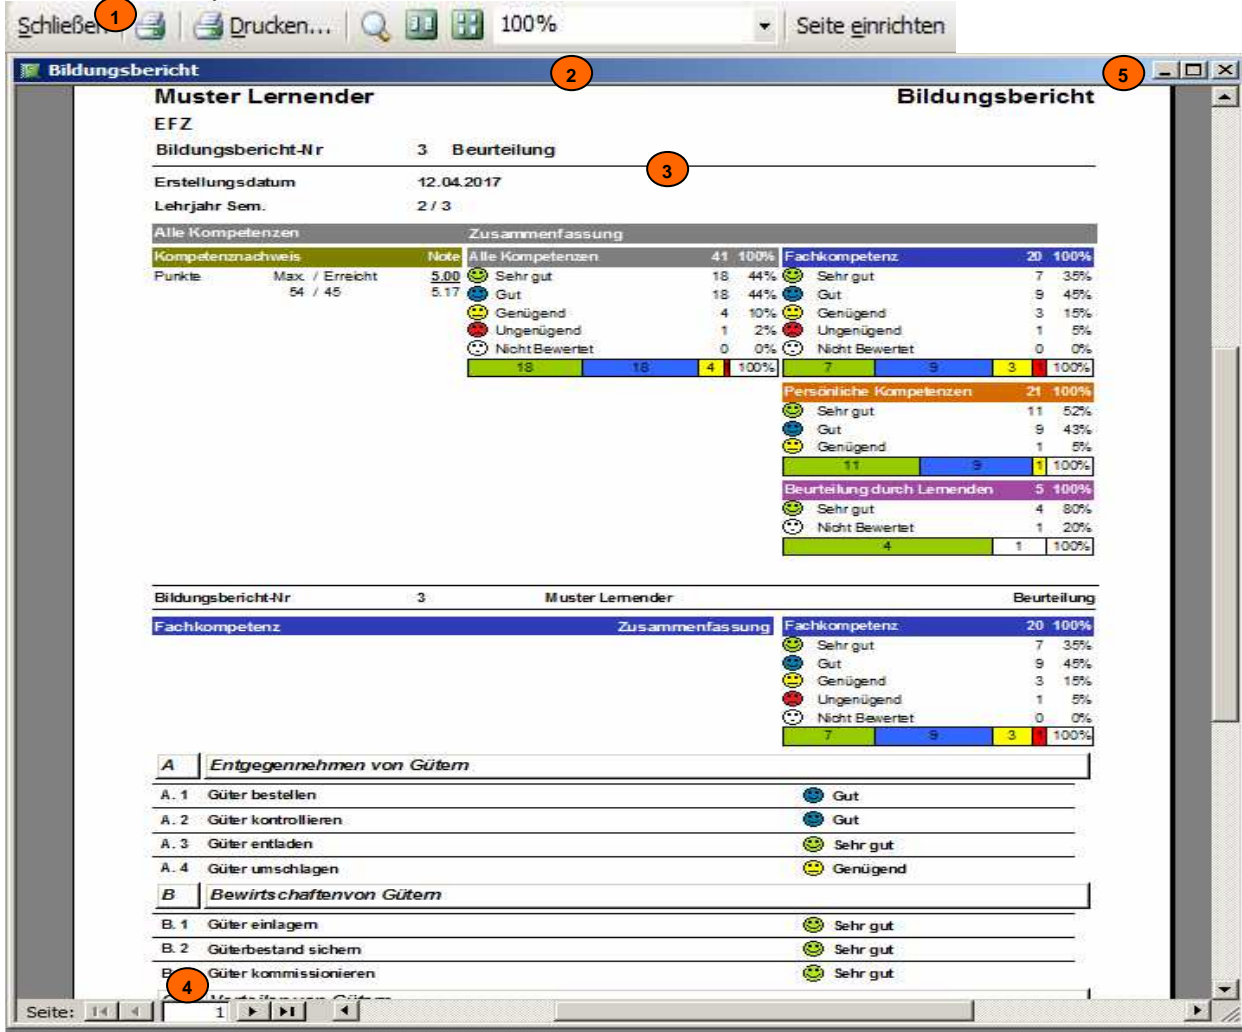 Schließen Drucken... 100% Seite einrichten
1
Bildungsbericht 2 5
Muster Lernender Bildungsbericht
EFZ
Bildungsbericht-Nr 3 Beurteilung
3
Erstellungsdatum 12.04.2017
Lehrjahr Sem. 2 / 3
Alle Kompetenzen Zusammenfassung
Kompetenznachweis Note Alle Kompetenzen 41 100% Fachkompetenz 20 100%
Punkte Max. / Erreicht 5.00 Sehr gut 18 44% Sehr gut 7 35%
54 / 45 5.17 Gut 18 44% Gut 9 45%
Genügend 4 10% Genügend 3 15%
Ungenügend 1 2% Ungenügend 1 5%
Nicht Bewertet 0 0% Nicht Bewertet 0 0%
18 18 4 100% 7 9 3 1 100%
Persönliche Kompetenzen 21 100%
Sehr gut 11 52%
Gut 9 43%
Genügend 1 5%
11 9 1 100%
Beurteilung durch Lernenden 5 100%
Sehr gut 4 80%
Nicht Bewertet 1 20%
4 1 100%
Bildungsbericht-Nr 3 Muster Lernender Beurteilung
Fachkompetenz Zusammenfassung Fachkompetenz 20 100%
Sehr gut 7 35%
Gut 9 45%
Genügend 3 15%
Ungenügend 1 5%
Nicht Bewertet 0 0%
7 9 3 1 100%
A Entgegennehmen von Gütern
A. 1 Güter bestellen Gut
A. 2 Güter kontrollieren Gut
A. 3 Güter entladen Sehr gut
A. 4 Güter umschlagen Genügend
B Bewirtschaften von Gütern
B. 1 Güter einlagern Sehr gut
B. 2 Güterbestand sichern Sehr gut
B Güter kommissionieren Sehr gut
4
Seite: 1